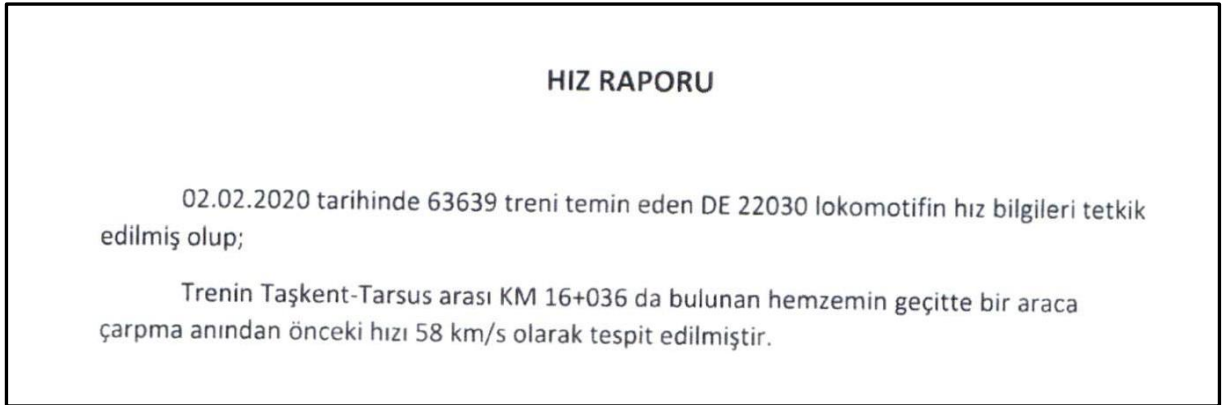 HIZ RAPORU
02.02.2020 tarihinde 63639 treni temin eden DE 22030 lokomotifin hız bilgileri tetkik
edilmiş olup;
Trenin Taşkent-Tarsus arası KM 16+036 da bulunan hemzemin geçitte bir araca
çarpma anından önceki hızı 58 km/s olarak tespit edilmiştir.